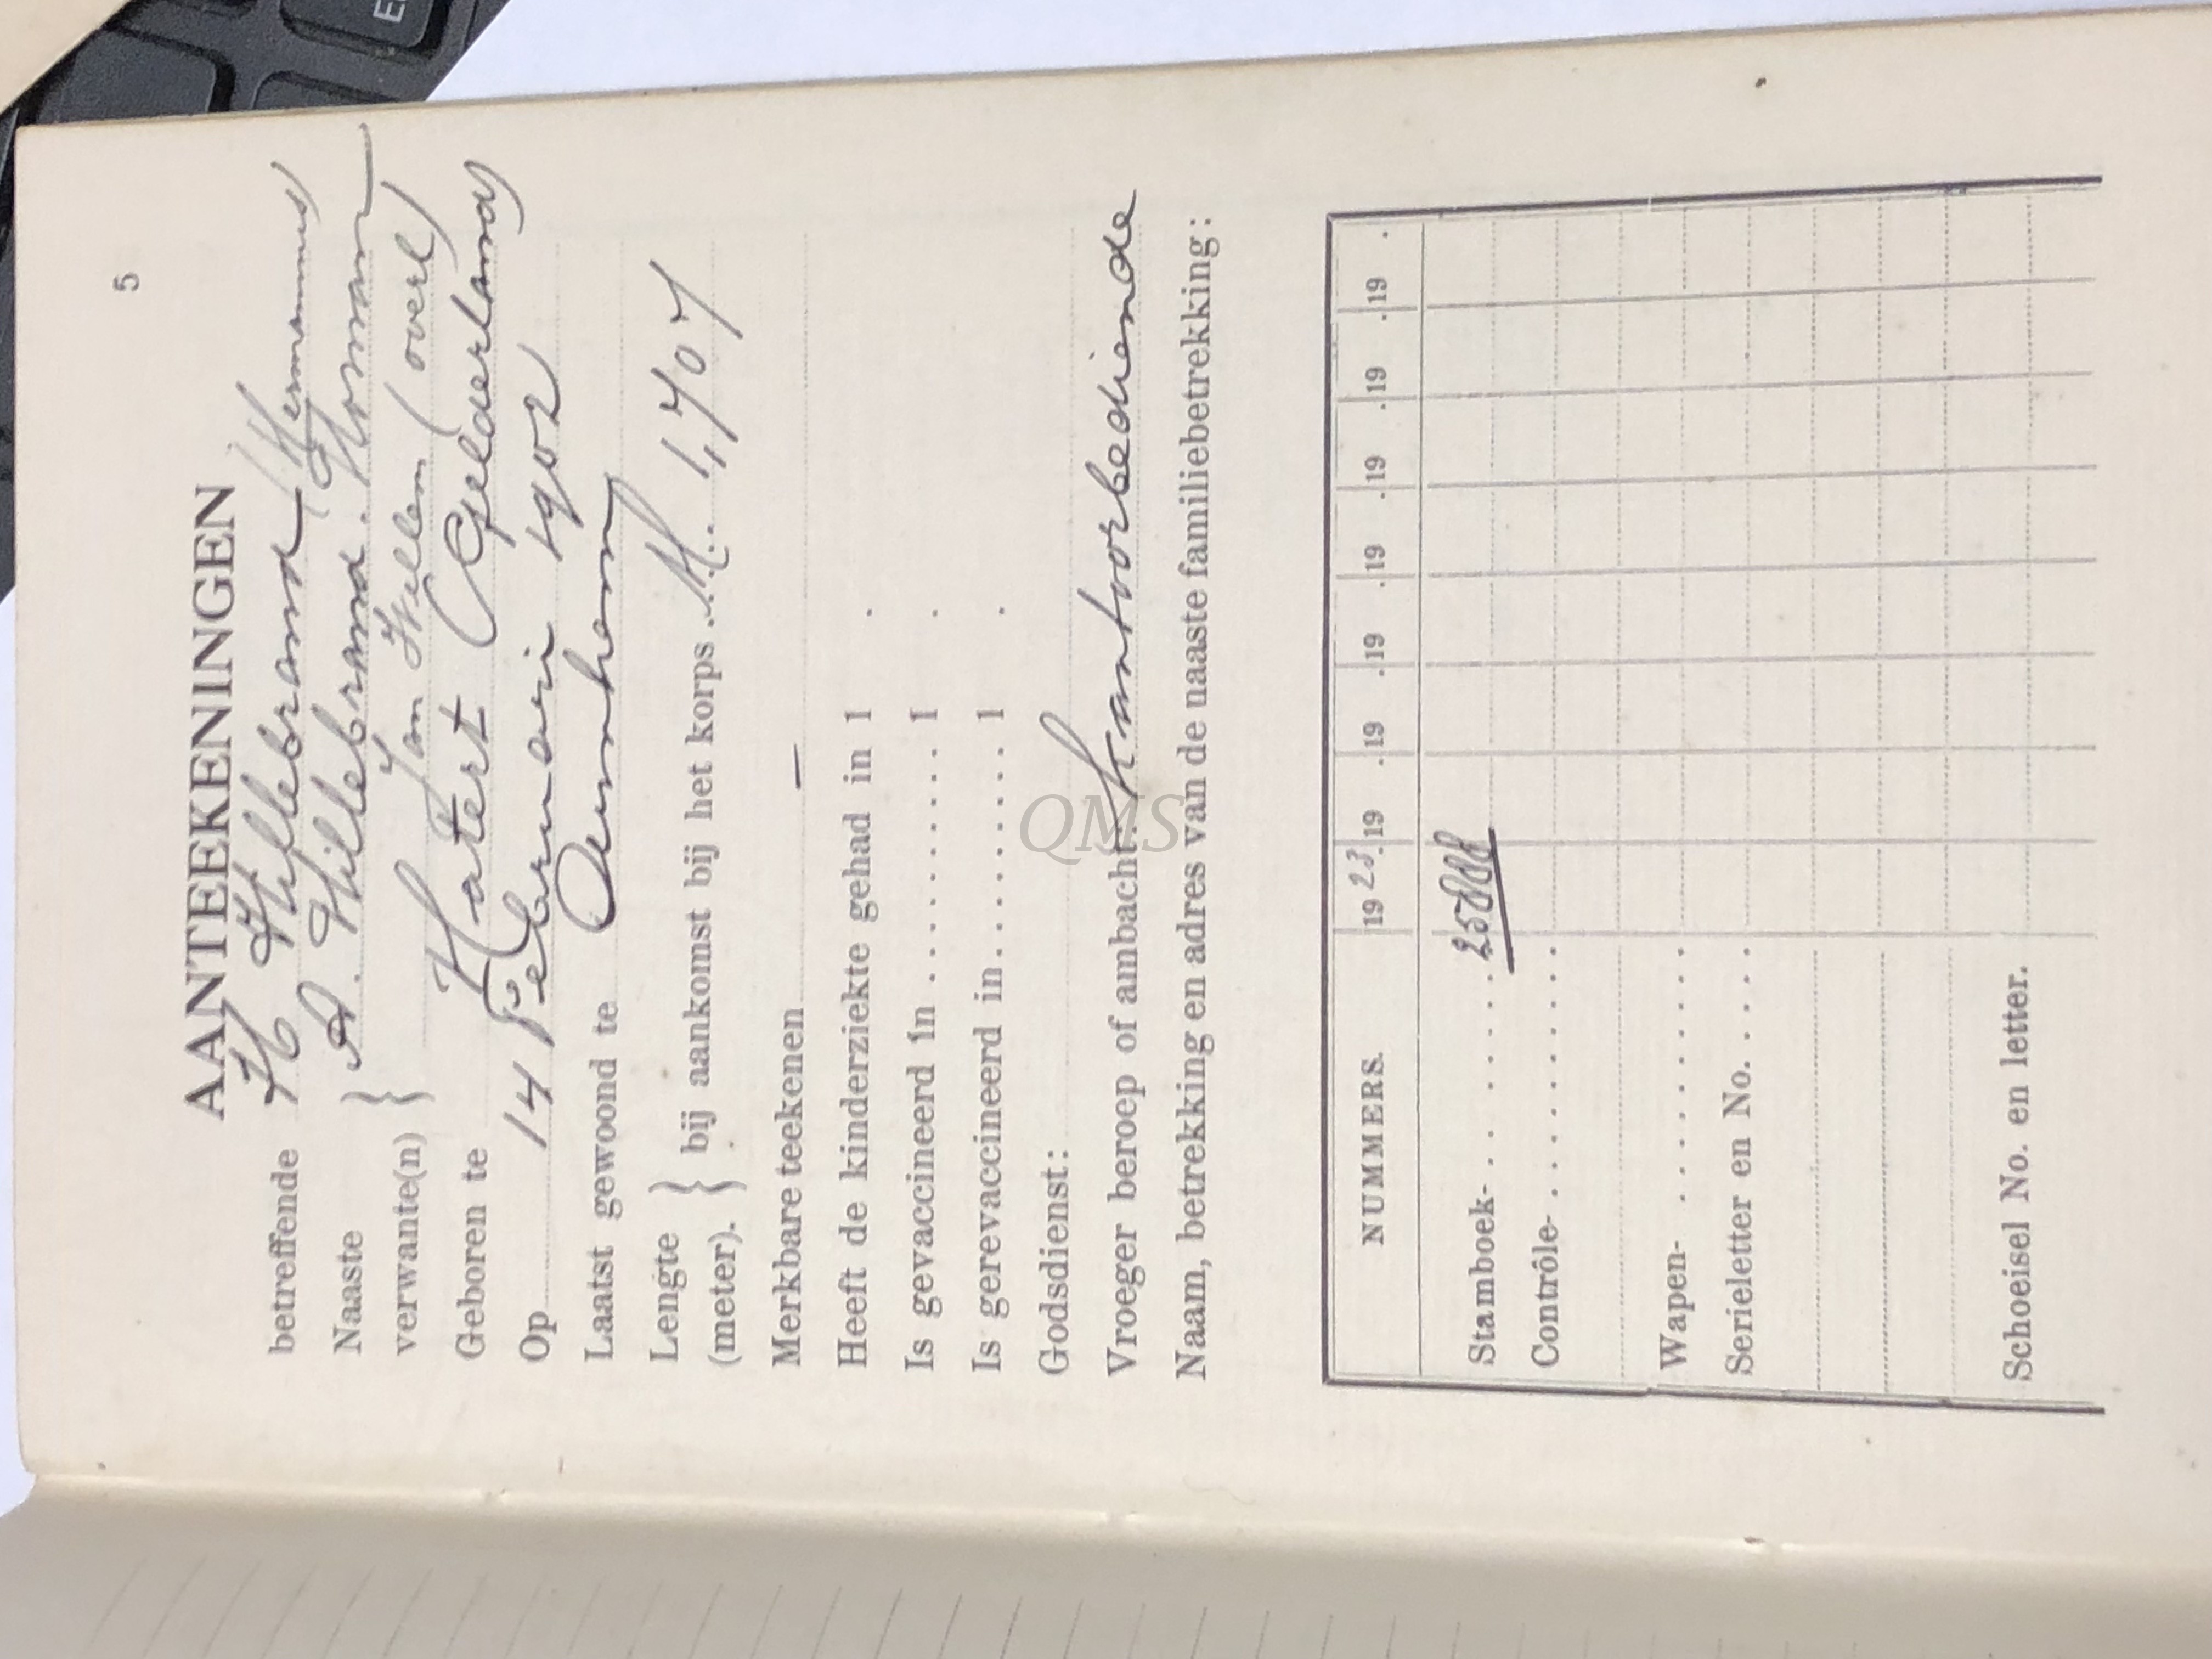 5
AANTEEKENINGEN
betreffende H Hillebrand (Hermannus)
Naaste } A. Hillebrand.
verwante(n) } (overl)
Geboren te Hatert (Gelderland)
Op 14 Februari 1902
Laatst gewoond te Arnhem
Lengte } bij aankomst bij het korps M. 1,707
(meter).
Merkbare teekenen —
Heeft de kinderziekte gehad in 1 .
Is gevaccineerd in ......... 1 .
Is gerevaccineerd in......... 1 .
Godsdienst:
Vroeger beroep of ambacht: Kantoorbediende
Naam, betrekking en adres van de naaste familiebetrekking:
NUMMERS. 1923 .19 .19 .19 .19 .19 .19 .19 .
Stamboek-
Contrôle-
Wapen-
Serieletter en No.
Schoeisel No. en letter.
QMS